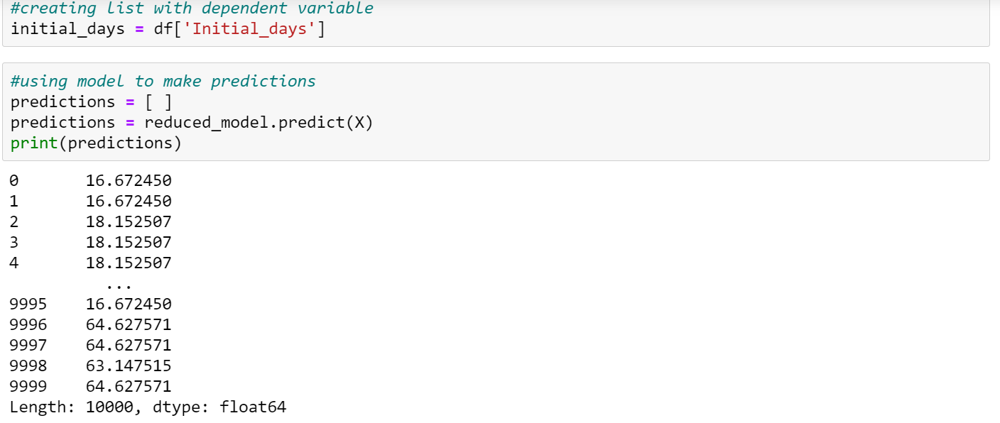 #creating list with dependent variable
initial_days = df['Initial_days']
#using model to make predictions
predictions = [ ]
predictions = reduced_model.predict(X)
print(predictions)
0       16.672450
1       16.672450
2       18.152507
3       18.152507
4       18.152507
          ...
9995    16.672450
9996    64.627571
9997    64.627571
9998    63.147515
9999    64.627571
Length: 10000, dtype: float64